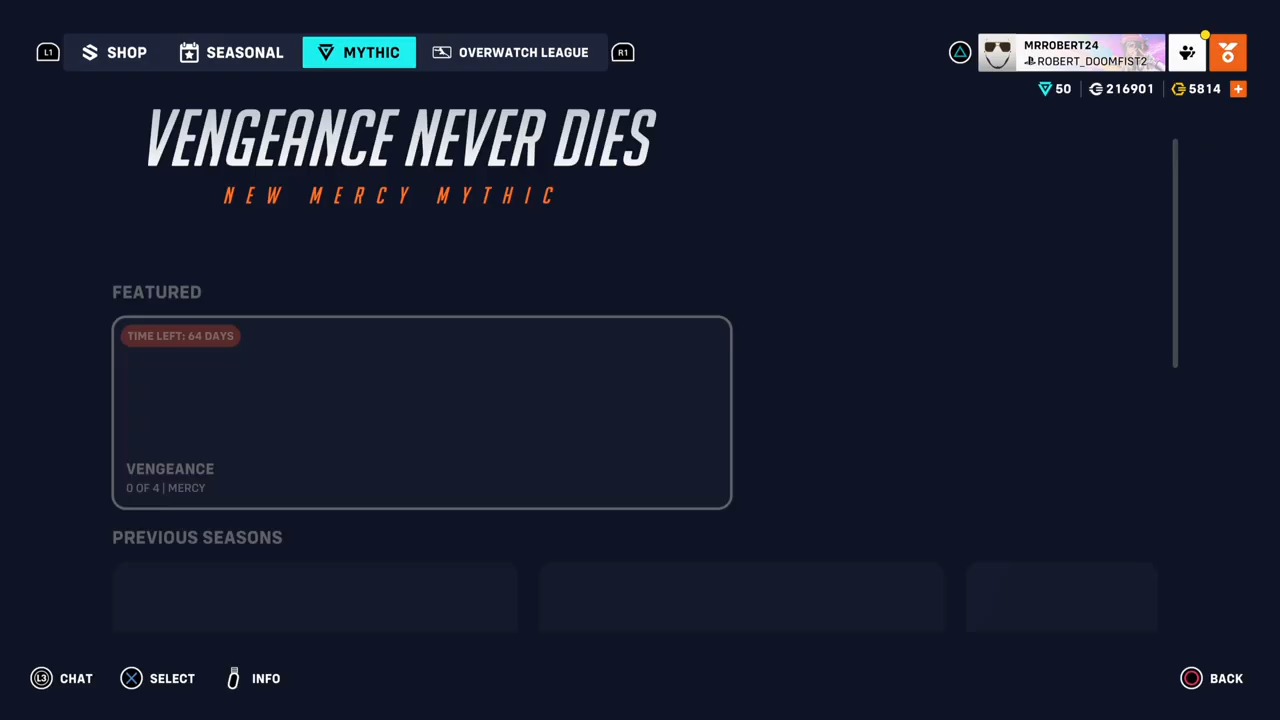 L1 SHOP SEASONAL MYTHIC OVERWATCH LEAGUE R1
MRROBERT24
ROBERT_DOOMFIST2
50 216901 5814 +
VENGEANCE NEVER DIES
NEW MERCY MYTHIC
FEATURED
TIME LEFT: 64 DAYS
VENGEANCE
0 OF 4 | MERCY
PREVIOUS SEASONS
L3 CHAT SELECT INFO BACK